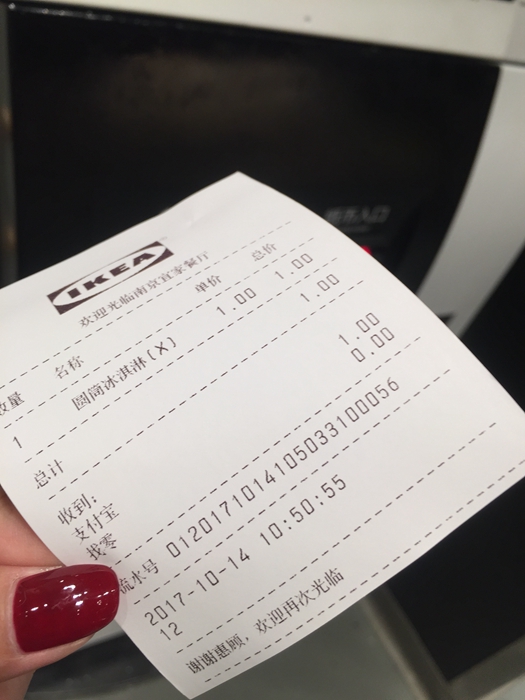 IKEA
欢迎光临南京宜家餐厅
数量 名称 单价 总价
1 圆筒冰淇淋(X) 1.00 1.00
总计 1.00
收到:
支付宝 1.00
找零 0.00
流水号 0120171014105033100056
2017-10-14 10:50:55
12
谢谢惠顾，欢迎再次光临